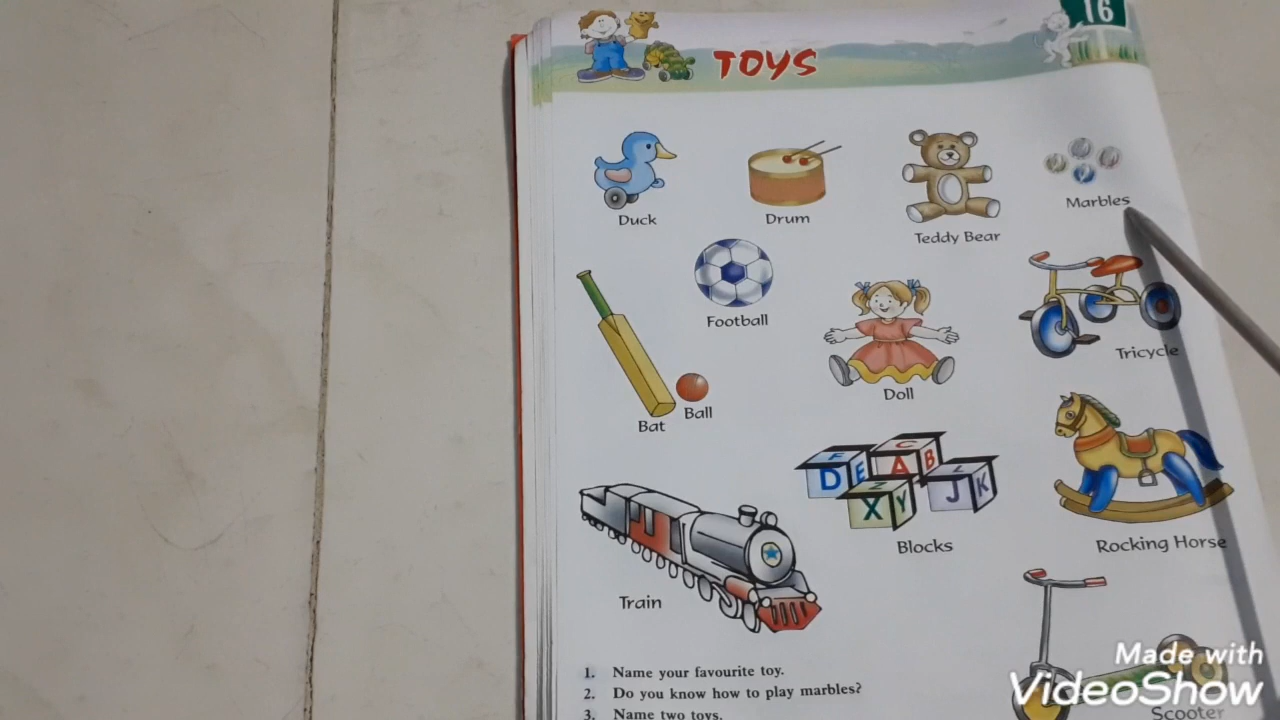 16
TOYS
Duck
Drum
Teddy Bear
Marbles
Football
Tricycle
Doll
Bat
Ball
D E C A B X Y Z L J K
Blocks
Rocking Horse
Train
Scooter
1. Name your favourite toy.
2. Do you know how to play marbles?
3. Name two toys.
Made with
VideoShow